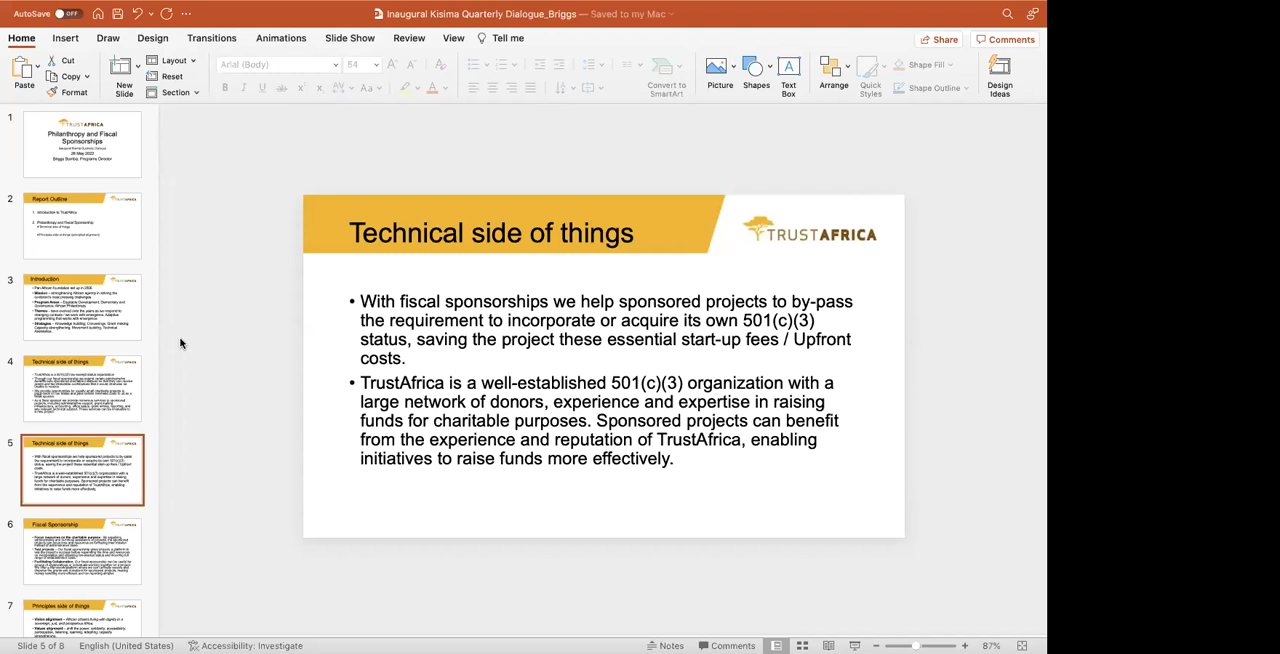 AutoSave OFF
Inaugural Kisima Quarterly Dialogue_Briggs — Saved to my Mac
Home Insert Draw Design Transitions Animations Slide Show Review View Tell me
Share Comments
Paste
Cut
Copy
Format
New
Slide
Layout
Reset
Section
Arial (Body) 54
Convert to
SmartArt
Picture
Shapes
Text
Box
Arrange
Quick
Styles
Shape Fill
Shape Outline
Design
Ideas
1
TRUSTAFRICA
Philanthropy and Fiscal
Sponsorships
2
Report Outline
TRUSTAFRICA
3
Introduction
TRUSTAFRICA
4
Technical side of things
TRUSTAFRICA
5
Technical side of things
TRUSTAFRICA
6
Fiscal Sponsorship
TRUSTAFRICA
7
Principles side of things
TRUSTAFRICA
Technical side of things
TRUSTAFRICA
• With fiscal sponsorships we help sponsored projects to by-pass
the requirement to incorporate or acquire its own 501(c)(3)
status, saving the project these essential start-up fees / Upfront
costs.
• TrustAfrica is a well-established 501(c)(3) organization with a
large network of donors, experience and expertise in raising
funds for charitable purposes. Sponsored projects can benefit
from the experience and reputation of TrustAfrica, enabling
initiatives to raise funds more effectively.
Slide 5 of 8 English (United States) Accessibility: Investigate
Notes Comments 87%